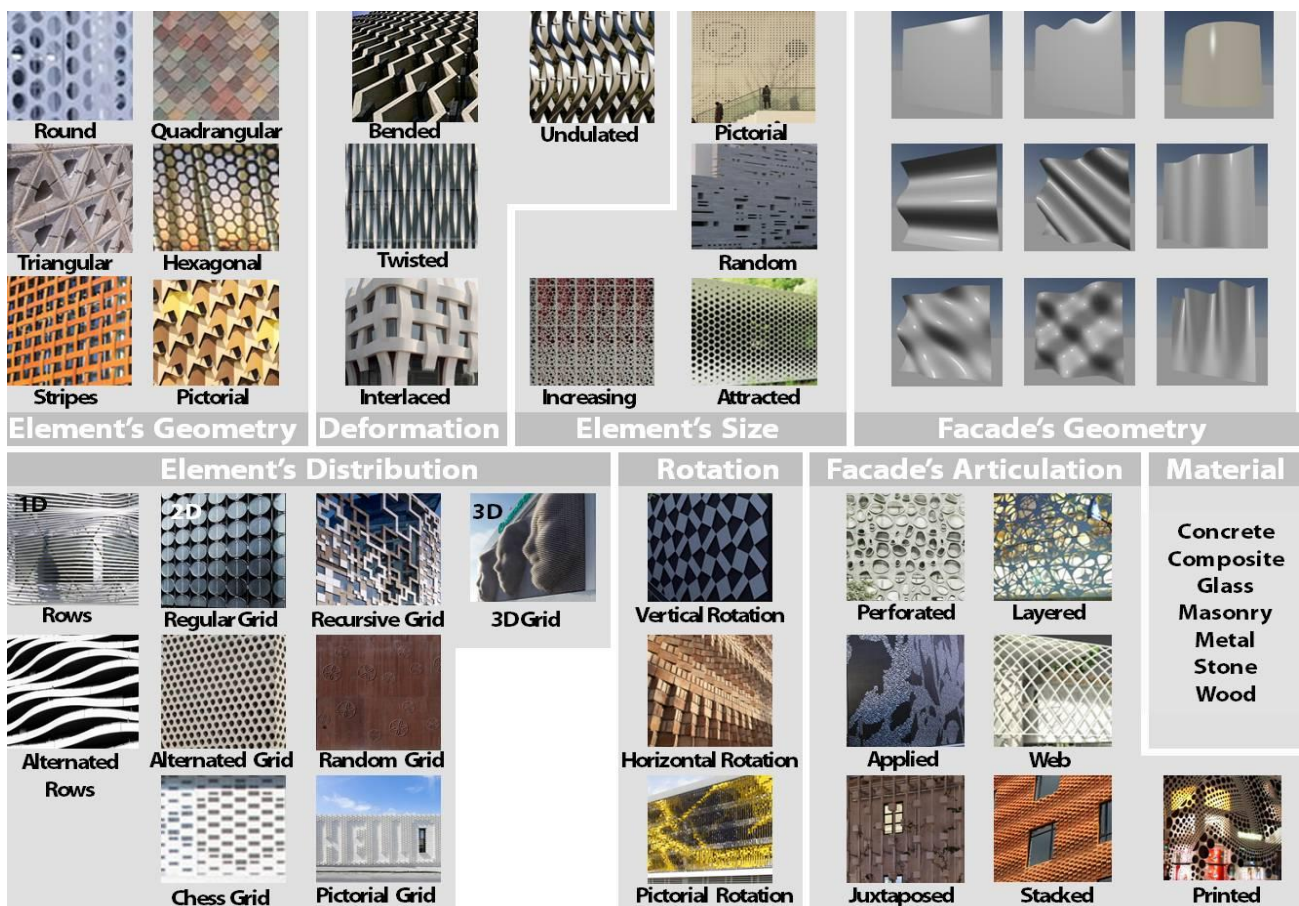 Round
Quadrangular
Bended
Undulated
Pictorial
Triangular
Hexagonal
Twisted
Random
Stripes
Pictorial
Interlaced
Increasing
Attracted
Element's Geometry
Deformation
Element's Size
Facade's Geometry
Element's Distribution
Rotation
Facade's Articulation
Material
1D
2D
3D
Rows
Regular Grid
Recursive Grid
3D Grid
Vertical Rotation
Perforated
Layered
Concrete
Composite
Glass
Masonry
Metal
Stone
Wood
Alternated
Rows
Alternated Grid
Random Grid
Horizontal Rotation
Applied
Web
HELLO
Chess Grid
Pictorial Grid
Pictorial Rotation
Juxtaposed
Stacked
Printed